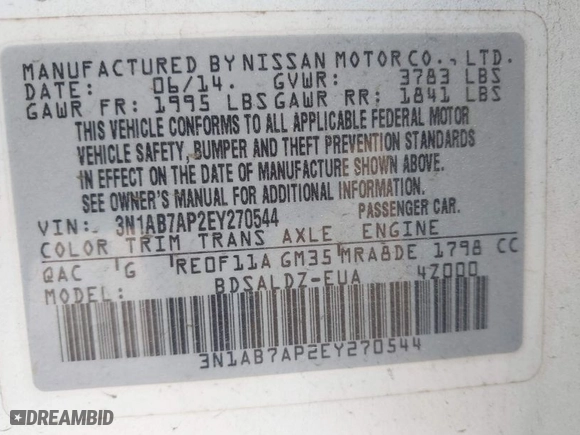 MANUFACTURED BY NISSAN MOTOR CO., LTD.
DATE: 06/14. GVWR: 3783 LBS
GAWR FR: 1995 LBS GAWR RR: 1841 LBS
THIS VEHICLE CONFORMS TO ALL APPLICABLE FEDERAL MOTOR
VEHICLE SAFETY, BUMPER AND THEFT PREVENTION STANDARDS
IN EFFECT ON THE DATE OF MANUFACTURE SHOWN ABOVE.
SEE OWNER'S MANUAL FOR ADDITIONAL INFORMATION.
VIN: 3N1AB7AP2EY270544 PASSENGER CAR.
COLOR TRIM TRANS AXLE ENGINE
QAC G RE0F11A GM35 MRA8DE 1798 CC
MODEL: BDSALDZ-EUA 4Z000
3N1AB7AP2EY270544
DREAMBID